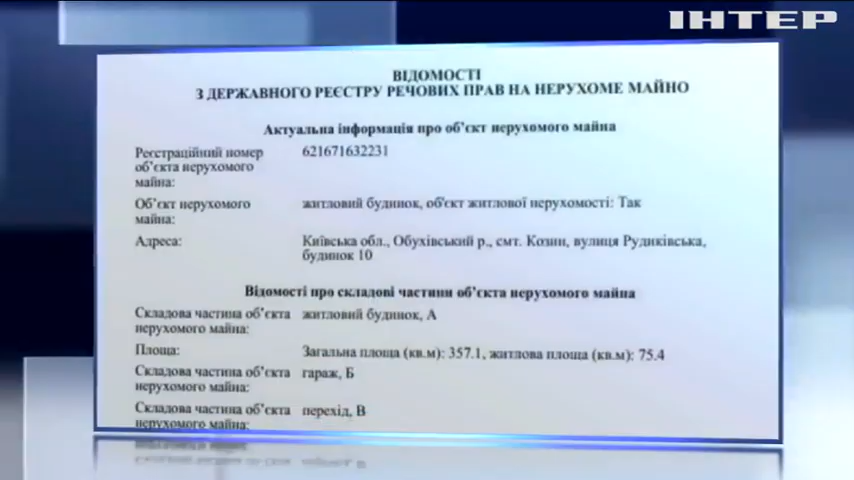 ІНТЕР
ВІДОМОСТІ
З ДЕРЖАВНОГО РЕЄСТРУ РЕЧОВИХ ПРАВ НА НЕРУХОМЕ МАЙНО
Актуальна інформація про об’єкт нерухомого майна
Реєстраційний номер 621671632231
об’єкта нерухомого
майна:
Об’єкт нерухомого житловий будинок, об'єкт житлової нерухомості: Так
майна:
Адреса: Київська обл., Обухівський р., смт. Козин, вулиця Рудиківська,
будинок 10
Відомості про складові частини об’єкта нерухомого майна
Складова частина об’єкта житловий будинок, А
нерухомого майна:
Площа: Загальна площа (кв.м): 357.1, житлова площа (кв.м): 75.4
Складова частина об’єкта гараж, Б
нерухомого майна:
Складова частина об’єкта перехід, В
нерухомого майна: